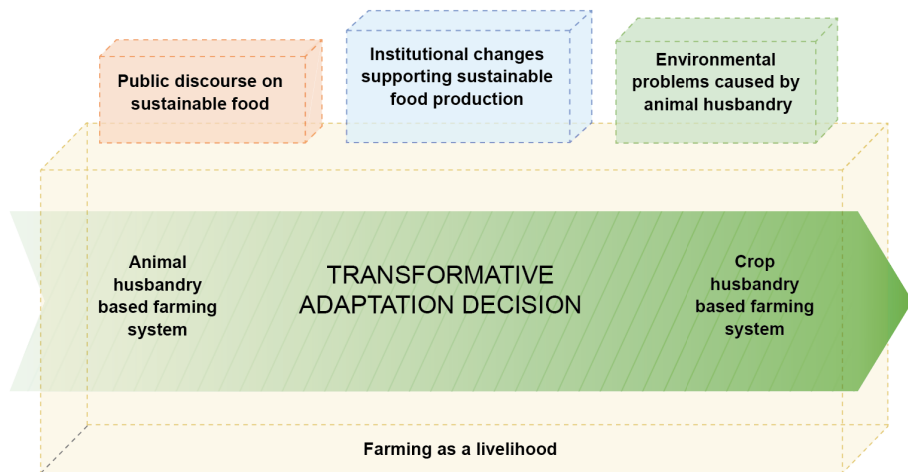 Public discourse on
sustainable food
Institutional changes
supporting sustainable
food production
Environmental
problems caused by
animal husbandry
Animal
husbandry
based farming
system
TRANSFORMATIVE
ADAPTATION DECISION
Crop
husbandry
based farming
system
Farming as a livelihood